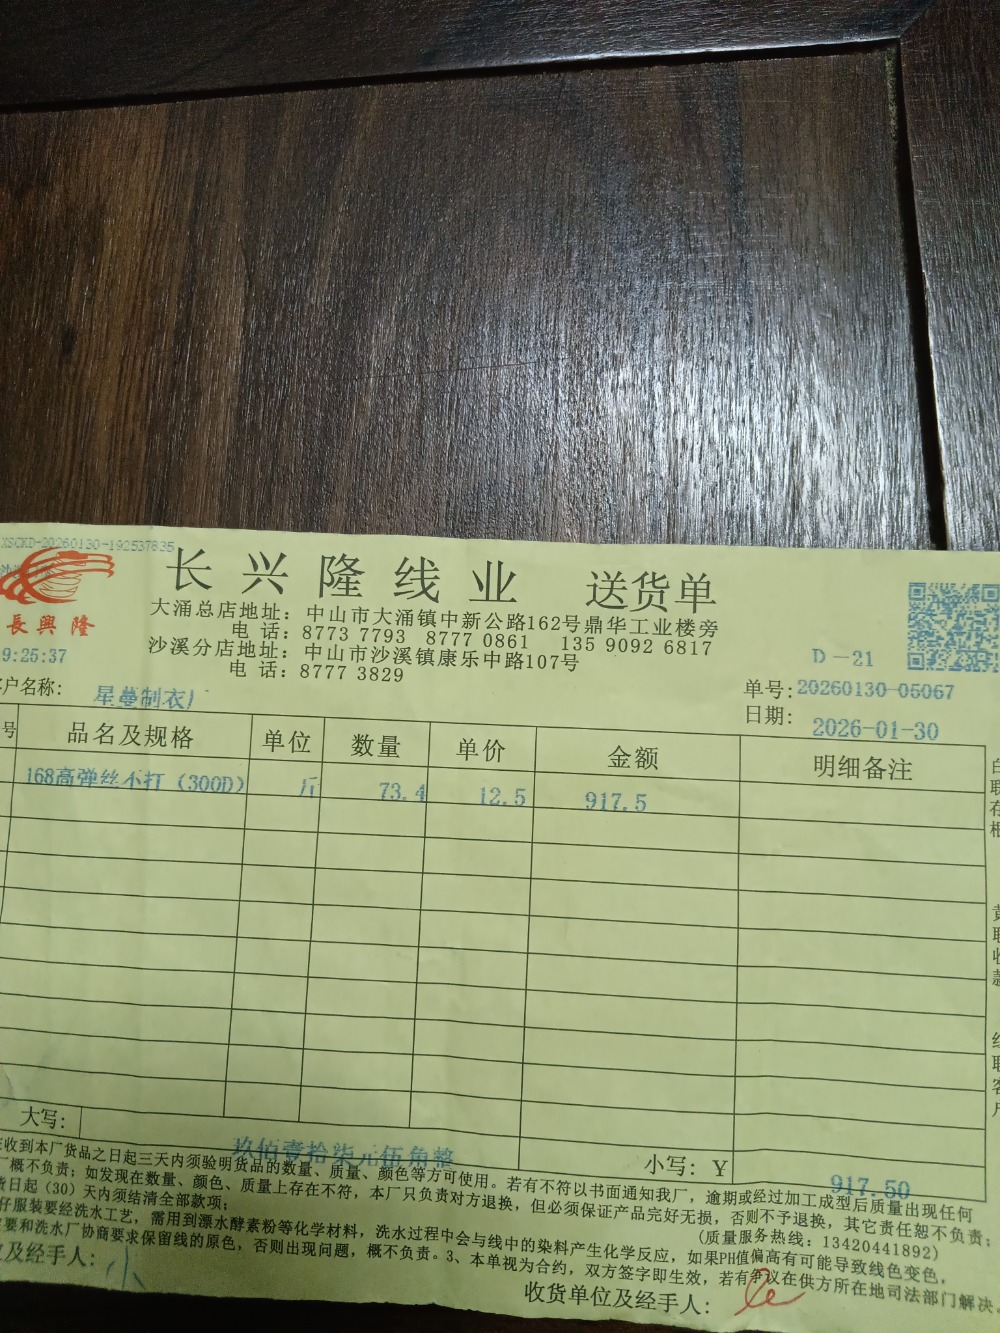 XSCKD-20260130-192537835
長興隆
长兴隆线业 送货单
大涌总店地址：中山市大涌镇中新公路162号鼎华工业楼旁
电 话：8773 7793 8777 0861 135 9092 6817
沙溪分店地址：中山市沙溪镇康乐中路107号
电 话：8777 3829
9:25:37
D-21
户名称： 星蔓制衣厂
单号：20260130-05067
日期： 2026-01-30
号 品名及规格 单位 数量 单价 金额 明细备注
168高弹丝不打（300D） 斤 73.4 12.5 917.5
大写： 玖佰壹拾柒元伍角整
小写：Y 917.50
收到本厂货品之日起三天内须验明货品的数量、质量、颜色等方可使用。若有不符以书面通知我厂，逾期或经过加工成型后质量出现任何
概不负责；如发现在数量、颜色、质量上存在不符，本厂只负责对方退换，但必须保证产品完好无损，否则不予退换，其它责任恕不负责；
日起（30）天内须结清全部款项；
（质量服务热线：13420441892）
仔服装要经洗水工艺，需用到漂水酵素粉等化学材料，洗水过程中会与线中的染料产生化学反应，如果PH值偏高有可能导致线色变色，
要和洗水厂协商要求保留线的原色，否则出现问题，概不负责。3、本单视为合约，双方签字即生效，若有争议在供方所在地司法部门解决。
及经手人：
收货单位及经手人：